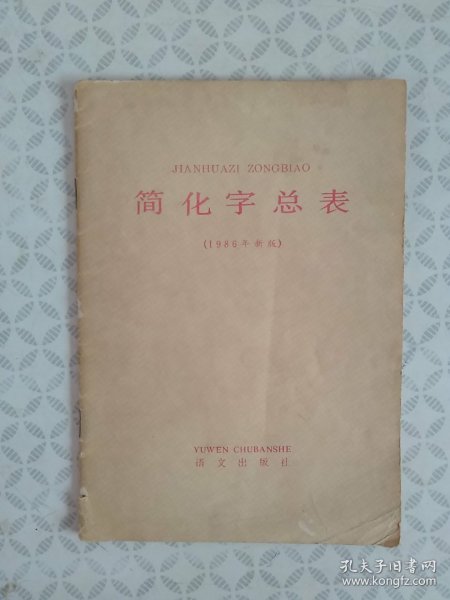 JIANHUAZI ZONGBIAO
简化字总表
(1986年新版)
YUWEN CHUBANSHE
语文出版社
孔夫子旧书网
www.kongfz.com